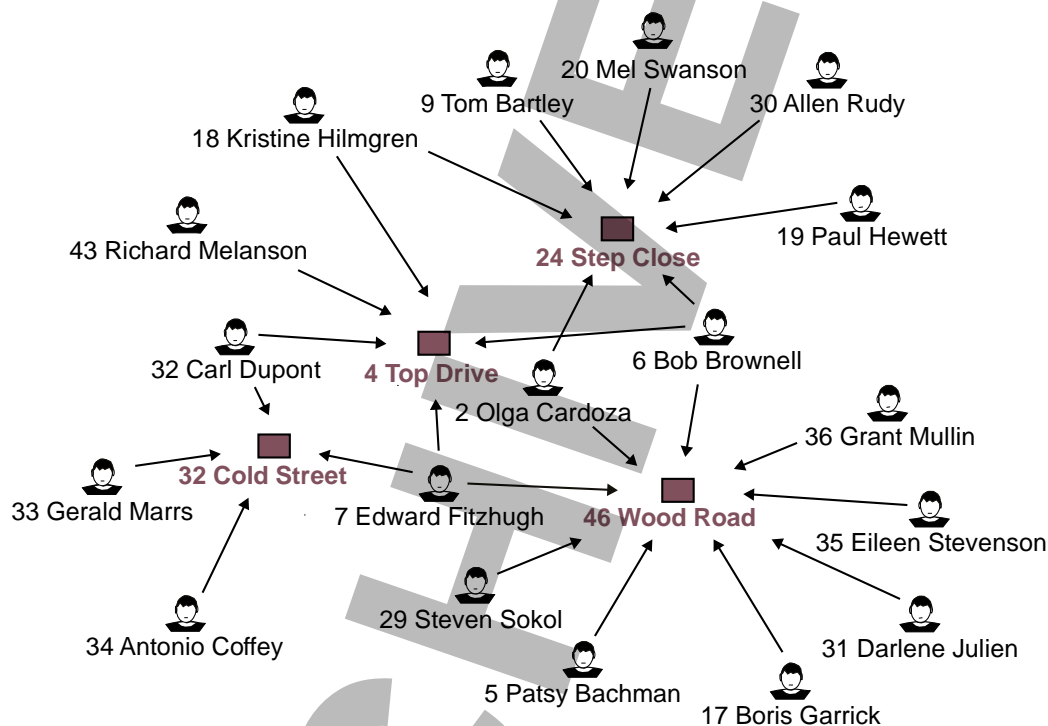 20 Mel Swanson
9 Tom Bartley
30 Allen Rudy
18 Kristine Hilmgren
19 Paul Hewett
43 Richard Melanson
24 Step Close
32 Carl Dupont
4 Top Drive
6 Bob Brownell
2 Olga Cardoza
36 Grant Mullin
32 Cold Street
33 Gerald Marrs
7 Edward Fitzhugh
46 Wood Road
35 Eileen Stevenson
29 Steven Sokol
34 Antonio Coffey
31 Darlene Julien
5 Patsy Bachman
17 Boris Garrick